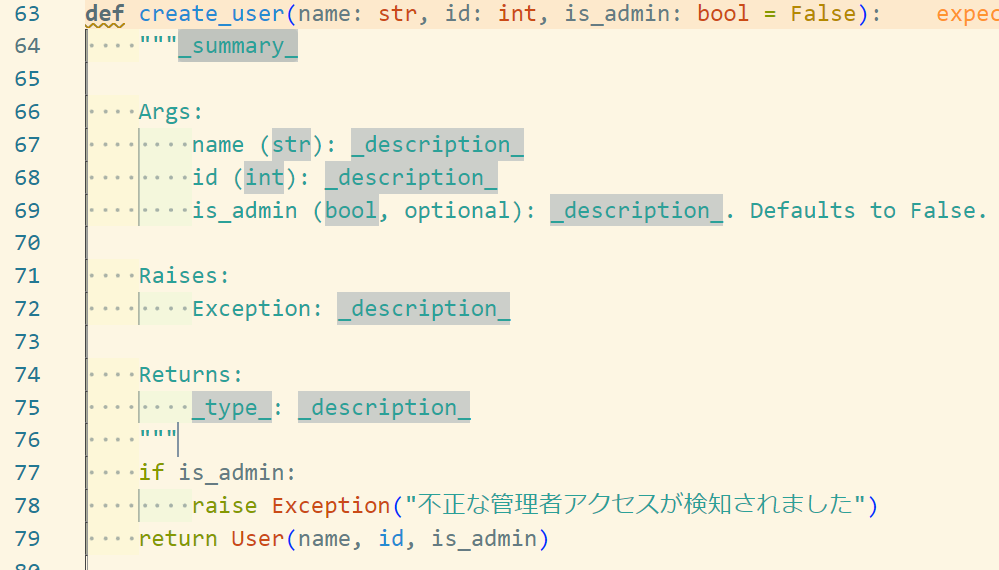 63 def create_user(name: str, id: int, is_admin: bool = False): expec
64 """_summary_
65
66 Args:
67 name (str): _description_
68 id (int): _description_
69 is_admin (bool, optional): _description_. Defaults to False.
70
71 Raises:
72 Exception: _description_
73
74 Returns:
75 _type_: _description_
76 """
77 if is_admin:
78 raise Exception("不正な管理者アクセスが検知されました")
79 return User(name, id, is_admin)
80